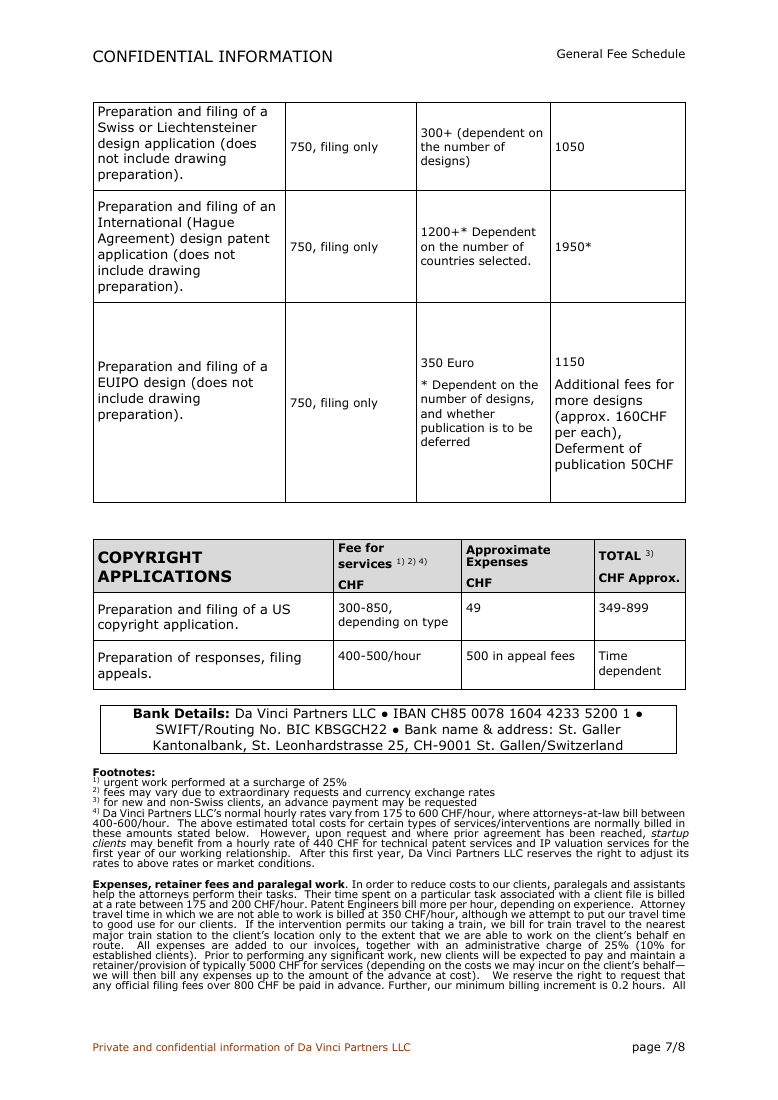 CONFIDENTIAL INFORMATION
General Fee Schedule
Preparation and filing of a
Swiss or Liechtensteiner
design application (does
not include drawing
preparation).
750, filing only
300+ (dependent on
the number of
designs)
1050
Preparation and filing of an
International (Hague
Agreement) design patent
application (does not
include drawing
preparation).
750, filing only
1200+* Dependent
on the number of
countries selected.
1950*
Preparation and filing of a
EUIPO design (does not
include drawing
preparation).
750, filing only
350 Euro
* Dependent on the
number of designs,
and whether
publication is to be
deferred
1150
Additional fees for
more designs
(approx. 160CHF
per each),
Deferment of
publication 50CHF
COPYRIGHT
APPLICATIONS
Fee for
services 1) 2) 4)
CHF
Approximate
Expenses
CHF
TOTAL 3)
CHF Approx.
Preparation and filing of a US
copyright application.
300-850,
depending on type
49
349-899
Preparation of responses, filing
appeals.
400-500/hour
500 in appeal fees
Time
dependent
Bank Details: Da Vinci Partners LLC ● IBAN CH85 0078 1604 4233 5200 1 ●
SWIFT/Routing No. BIC KBSGCH22 ● Bank name & address: St. Galler
Kantonalbank, St. Leonhardstrasse 25, CH-9001 St. Gallen/Switzerland
Footnotes:
1) urgent work performed at a surcharge of 25%
2) fees may vary due to extraordinary requests and currency exchange rates
3) for new and non-Swiss clients, an advance payment may be requested
4) Da Vinci Partners LLC's normal hourly rates vary from 175 to 600 CHF/hour, where attorneys-at-law bill between
400-600/hour. The above estimated total costs for certain types of services/interventions are normally billed in
these amounts stated below. However, upon request and where prior agreement has been reached, startup
clients may benefit from a hourly rate of 440 CHF for technical patent services and IP valuation services for the
first year of our working relationship. After this first year, Da Vinci Partners LLC reserves the right to adjust its
rates to above rates or market conditions.
Expenses, retainer fees and paralegal work. In order to reduce costs to our clients, paralegals and assistants
help the attorneys perform their tasks. Their time spent on a particular task associated with a client file is billed
at a rate between 175 and 200 CHF/hour. Patent Engineers bill more per hour, depending on experience. Attorney
travel time in which we are not able to work is billed at 350 CHF/hour, although we attempt to put our travel time
to good use for our clients. If the intervention permits our taking a train, we bill for train travel to the nearest
major train station to the client's location only to the extent that we are able to work on the client's behalf en
route. All expenses are added to our invoices, together with an administrative charge of 25% (10% for
established clients). Prior to performing any significant work, new clients will be expected to pay and maintain a
retainer/provision of typically 5000 CHF for services (depending on the costs we may incur on the client's behalf—
we will then bill any expenses up to the amount of the advance at cost). We reserve the right to request that
any official filing fees over 800 CHF be paid in advance. Further, our minimum billing increment is 0.2 hours. All
Private and confidential information of Da Vinci Partners LLC
page 7/8